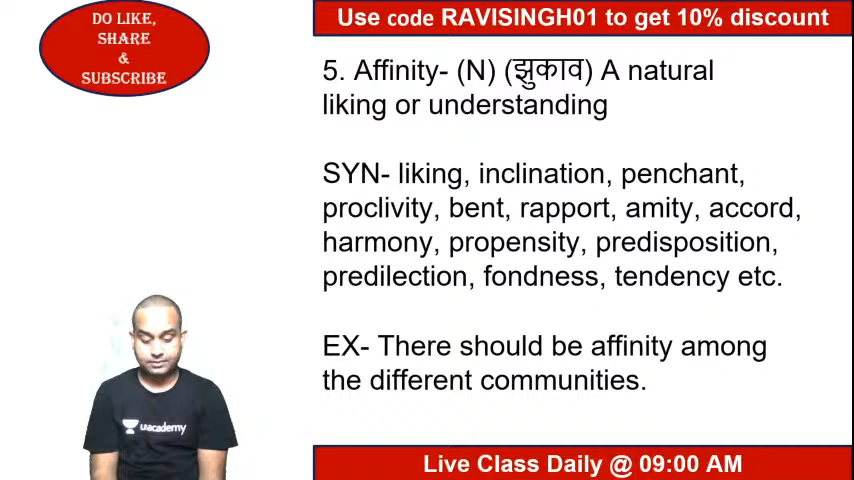 DO LIKE,
SHARE
&
SUBSCRIBE
Use code RAVISINGH01 to get 10% discount
5. Affinity- (N) (झुकाव) A natural
liking or understanding
SYN- liking, inclination, penchant,
proclivity, bent, rapport, amity, accord,
harmony, propensity, predisposition,
predilection, fondness, tendency etc.
EX- There should be affinity among
the different communities.
unacademy
Live Class Daily @ 09:00 AM